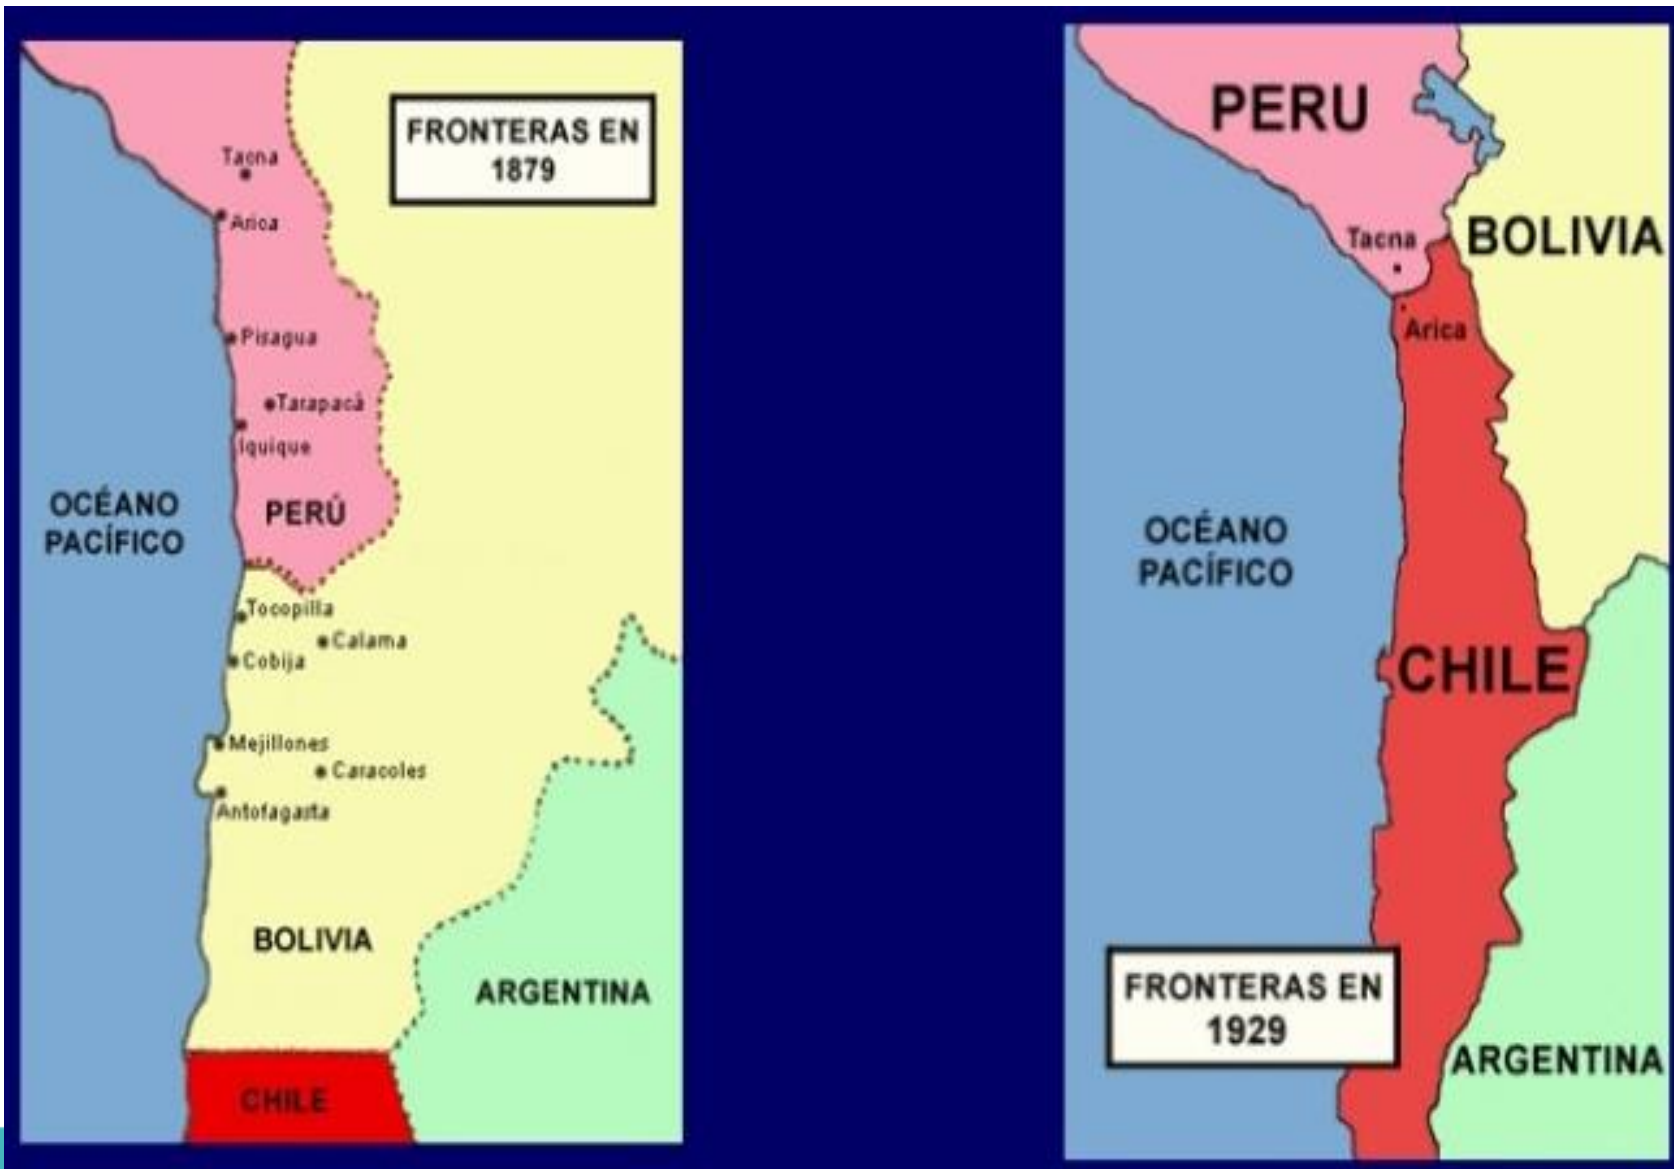 FRONTERAS EN
1879
Tacna
Arica
Pisagua
Tarapacà
Iquique
OCÉANO
PACÍFICO
PERÚ
Tocopilla
Calama
Cobija
Mejillones
Caracoles
Antofagasta
BOLIVIA
ARGENTINA
CHILE
PERU
BOLIVIA
Tacna
Arica
OCÉANO
PACÍFICO
CHILE
FRONTERAS EN
1929
ARGENTINA